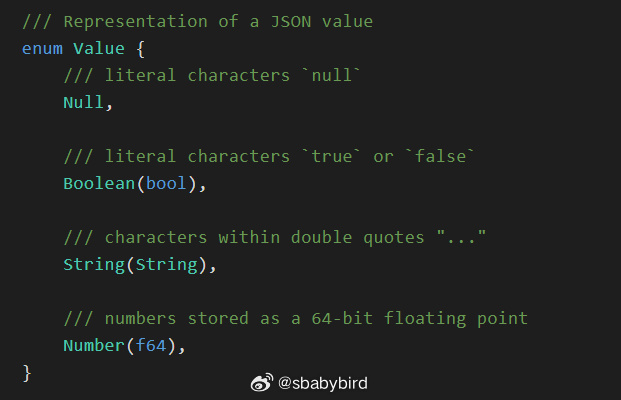 /// Representation of a JSON value
enum Value {
    /// literal characters `null`
    Null,
    /// literal characters `true` or `false`
    Boolean(bool),
    /// characters within double quotes "..."
    String(String),
    /// numbers stored as a 64-bit floating point
    Number(f64),
}
@sbabybird